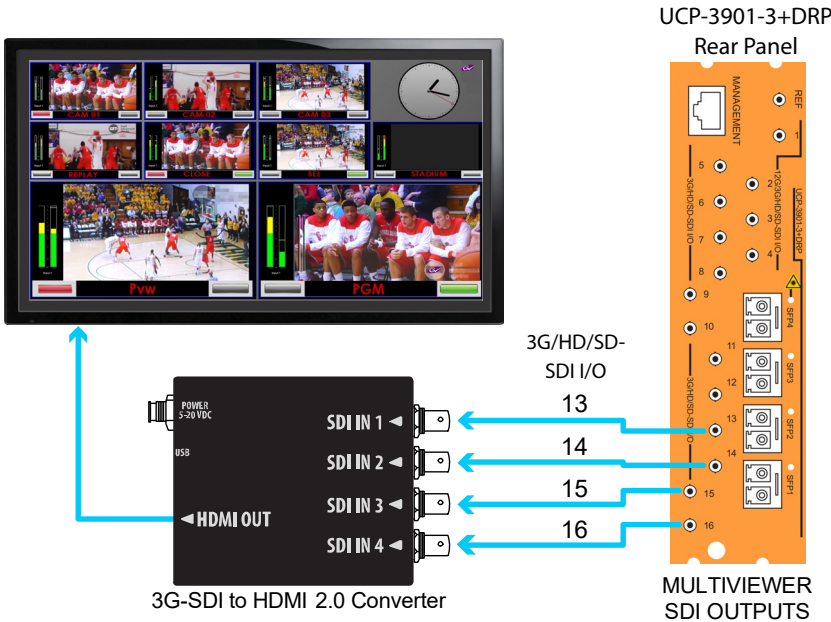 UCP-3901-3+DRP
Rear Panel
CAM 01
CAM 02
CAM 03
REPLAY
CLOSE
SEL
STADIUM
Pvw
PGM
MANAGEMENT
REF
1
5
2
6
3
7
4
8
9
10
11
12
13
14
15
16
3G/HD/SD-SDI I/O
12G/3G/HD/SD-SDI I/O
UCP-3901-3+DRP
3G/HD/SD-SDI I/O
SFP4
SFP3
SFP2
SFP1
3G/HD/SD-
SDI I/O
13
14
15
16
POWER
5-20 VDC
USB
HDMI OUT
SDI IN 1
SDI IN 2
SDI IN 3
SDI IN 4
3G-SDI to HDMI 2.0 Converter
MULTIVIEWER
SDI OUTPUTS